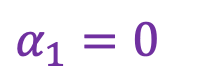 α₁ = 0